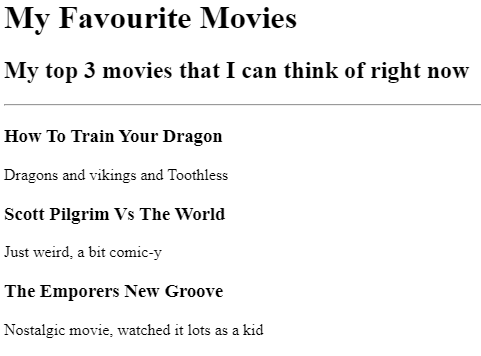 My Favourite Movies
My top 3 movies that I can think of right now
How To Train Your Dragon
Dragons and vikings and Toothless
Scott Pilgrim Vs The World
Just weird, a bit comic-y
The Emporers New Groove
Nostalgic movie, watched it lots as a kid